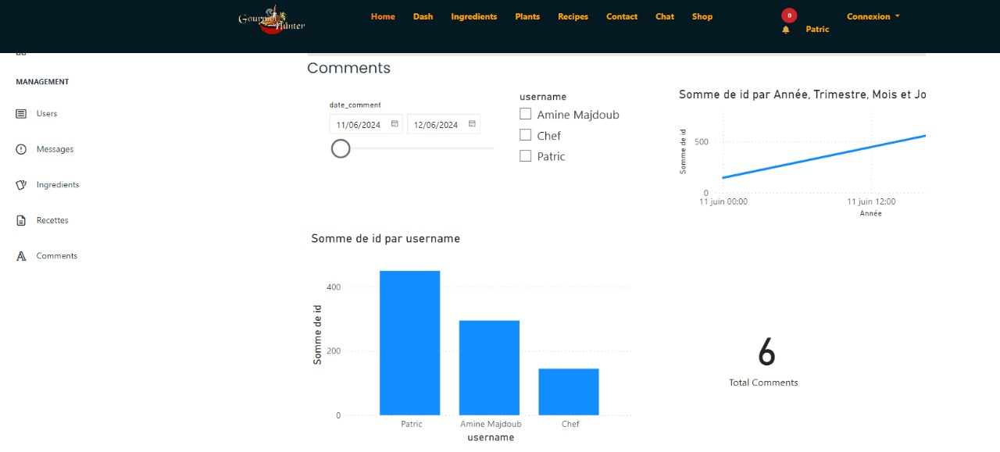 Gourmet Hunter
Home Dash Ingredients Plants Recipes Contact Chat Shop
0
Patric
Connexion
MANAGEMENT
Users
Messages
Ingredients
Recettes
Comments
Comments
date_comment
11/06/2024 12/06/2024
username
Amine Majdoub
Chef
Patric
Somme de id par Année, Trimestre, Mois et Jo
Somme de id
500
0
11 juin 00:00 11 juin 12:00
Année
Somme de id par username
Somme de id
400
200
0
Patric Amine Majdoub Chef
username
6
Total Comments